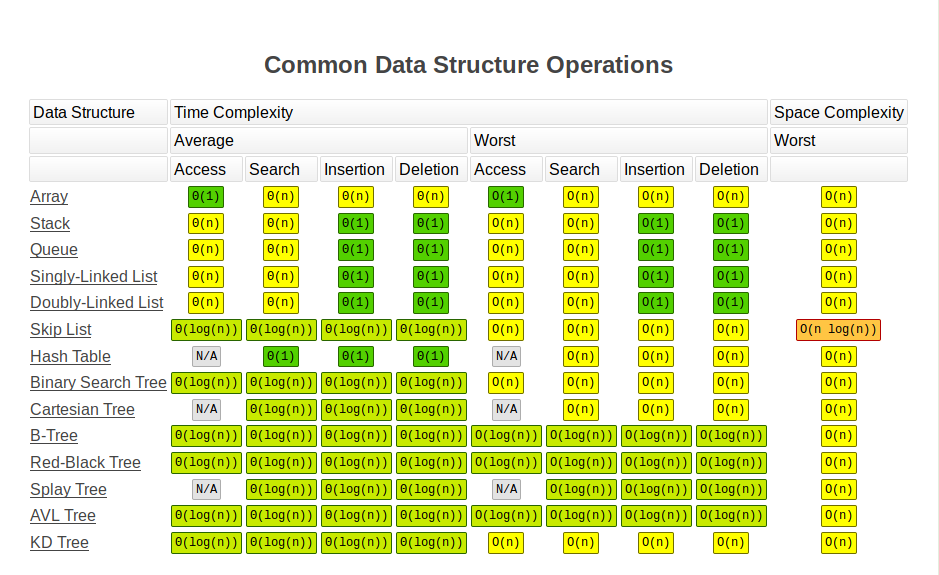 Common Data Structure Operations
Data Structure Time Complexity Space Complexity
Average Worst Worst
Access Search Insertion Deletion Access Search Insertion Deletion
Array Θ(1) Θ(n) Θ(n) Θ(n) O(1) O(n) O(n) O(n) O(n)
Stack Θ(n) Θ(n) Θ(1) Θ(1) O(n) O(n) O(1) O(1) O(n)
Queue Θ(n) Θ(n) Θ(1) Θ(1) O(n) O(n) O(1) O(1) O(n)
Singly-Linked List Θ(n) Θ(n) Θ(1) Θ(1) O(n) O(n) O(1) O(1) O(n)
Doubly-Linked List Θ(n) Θ(n) Θ(1) Θ(1) O(n) O(n) O(1) O(1) O(n)
Skip List Θ(log(n)) Θ(log(n)) Θ(log(n)) Θ(log(n)) O(n) O(n) O(n) O(n) O(n log(n))
Hash Table N/A Θ(1) Θ(1) Θ(1) N/A O(n) O(n) O(n) O(n)
Binary Search Tree Θ(log(n)) Θ(log(n)) Θ(log(n)) Θ(log(n)) O(n) O(n) O(n) O(n) O(n)
Cartesian Tree N/A Θ(log(n)) Θ(log(n)) Θ(log(n)) N/A O(n) O(n) O(n) O(n)
B-Tree Θ(log(n)) Θ(log(n)) Θ(log(n)) Θ(log(n)) O(log(n)) O(log(n)) O(log(n)) O(log(n)) O(n)
Red-Black Tree Θ(log(n)) Θ(log(n)) Θ(log(n)) Θ(log(n)) O(log(n)) O(log(n)) O(log(n)) O(log(n)) O(n)
Splay Tree N/A Θ(log(n)) Θ(log(n)) Θ(log(n)) N/A O(log(n)) O(log(n)) O(log(n)) O(n)
AVL Tree Θ(log(n)) Θ(log(n)) Θ(log(n)) Θ(log(n)) O(log(n)) O(log(n)) O(log(n)) O(log(n)) O(n)
KD Tree Θ(log(n)) Θ(log(n)) Θ(log(n)) Θ(log(n)) O(n) O(n) O(n) O(n) O(n)